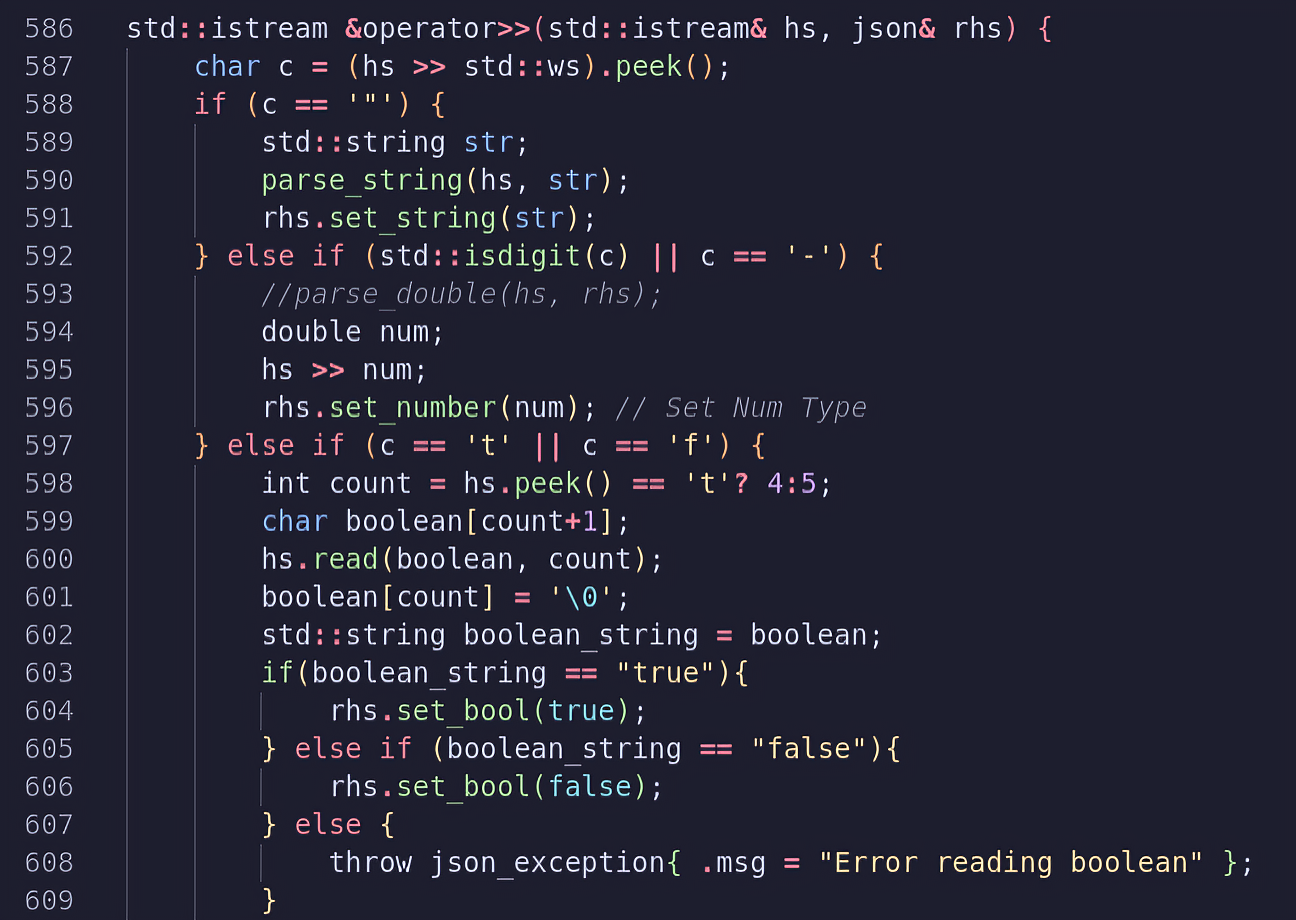 586 std::istream &operator>>(std::istream& hs, json& rhs) {
587     char c = (hs >> std::ws).peek();
588     if (c == '"') {
589         std::string str;
590         parse_string(hs, str);
591         rhs.set_string(str);
592     } else if (std::isdigit(c) || c == '-') {
593         //parse_double(hs, rhs);
594         double num;
595         hs >> num;
596         rhs.set_number(num); // Set Num Type
597     } else if (c == 't' || c == 'f') {
598         int count = hs.peek() == 't'? 4:5;
599         char boolean[count+1];
600         hs.read(boolean, count);
601         boolean[count] = '\0';
602         std::string boolean_string = boolean;
603         if(boolean_string == "true"){
604             rhs.set_bool(true);
605         } else if (boolean_string == "false"){
606             rhs.set_bool(false);
607         } else {
608             throw json_exception{ .msg = "Error reading boolean" };
609         }